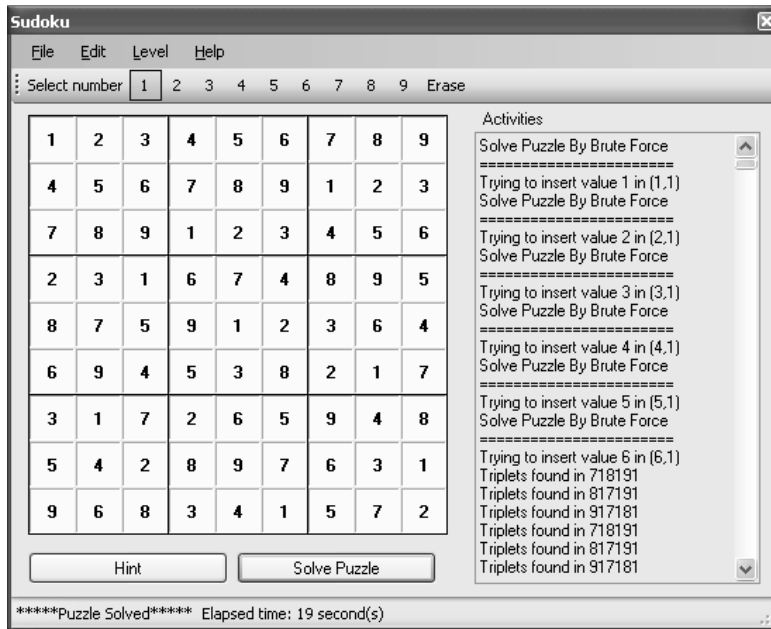 Sudoku
File Edit Level Help
Select number 1 2 3 4 5 6 7 8 9 Erase
1 2 3 4 5 6 7 8 9
4 5 6 7 8 9 1 2 3
7 8 9 1 2 3 4 5 6
2 3 1 6 7 4 8 9 5
8 7 5 9 1 2 3 6 4
6 9 4 5 3 8 2 1 7
3 1 7 2 6 5 9 4 8
5 4 2 8 9 7 6 3 1
9 6 8 3 4 1 5 7 2
Hint Solve Puzzle
Activities
Solve Puzzle By Brute Force
=======================
Trying to insert value 1 in (1,1)
Solve Puzzle By Brute Force
=======================
Trying to insert value 2 in (2,1)
Solve Puzzle By Brute Force
=======================
Trying to insert value 3 in (3,1)
Solve Puzzle By Brute Force
=======================
Trying to insert value 4 in (4,1)
Solve Puzzle By Brute Force
=======================
Trying to insert value 5 in (5,1)
Solve Puzzle By Brute Force
=======================
Trying to insert value 6 in (6,1)
Triplets found in 718191
Triplets found in 817191
Triplets found in 917181
Triplets found in 718191
Triplets found in 817191
Triplets found in 917181
*****Puzzle Solved***** Elapsed time: 19 second(s)